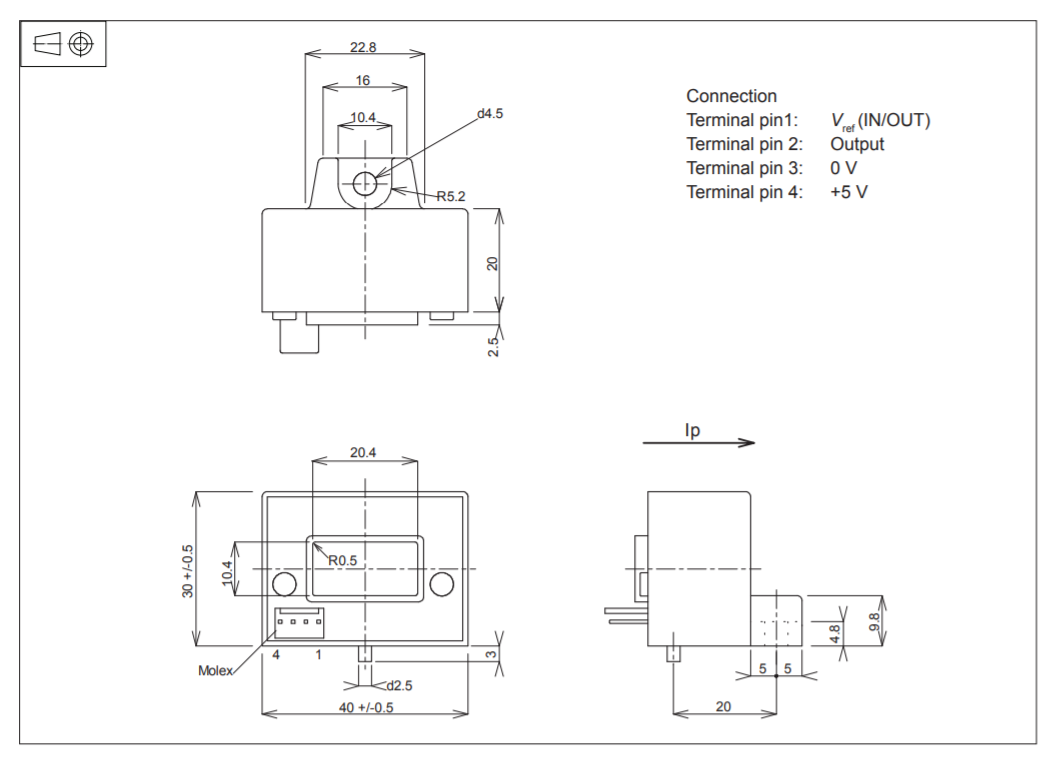 22.8
16
10.4
d4.5
R5.2
20
2.5
Connection
Terminal pin1: Vref (IN/OUT)
Terminal pin 2: Output
Terminal pin 3: 0 V
Terminal pin 4: +5 V
20.4
30 +/-0.5
10.4
R0.5
4 1
Molex
3
d2.5
40 +/-0.5
Ip
4.8
9.8
5 5
20